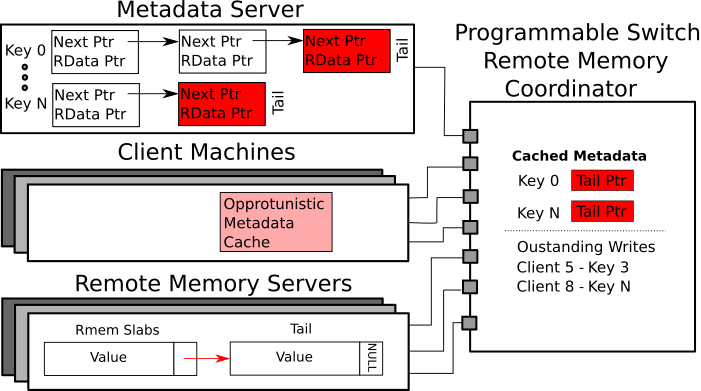 Metadata Server
Key 0
Next Ptr
RData Ptr
Next Ptr
RData Ptr
Next Ptr
RData Ptr
Tail
Key N
Next Ptr
RData Ptr
Next Ptr
RData Ptr
Tail
Client Machines
Opprotunistic
Metadata
Cache
Remote Memory Servers
Rmem Slabs
Value
Tail
Value
NULL
Programmable Switch
Remote Memory
Coordinator
Cached Metadata
Key 0 Tail Ptr
Key N Tail Ptr
Oustanding Writes
Client 5 - Key 3
Client 8 - Key N